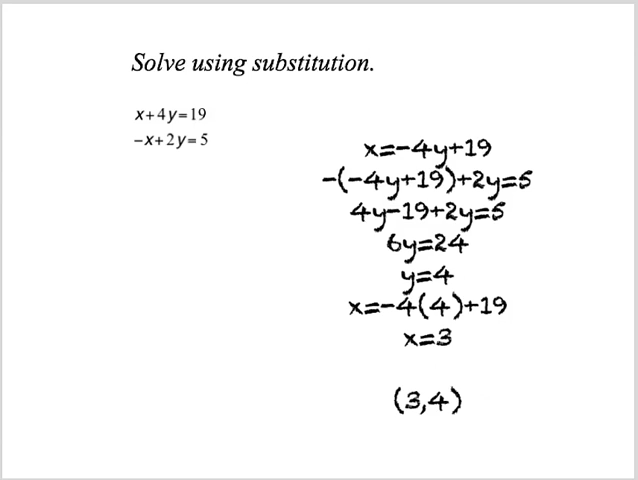 Solve using substitution.
x+4y=19
-x+2y=5
x=-4y+19
-(-4y+19)+2y=5
4y-19+2y=5
6y=24
y=4
x=-4(4)+19
x=3
(3,4)